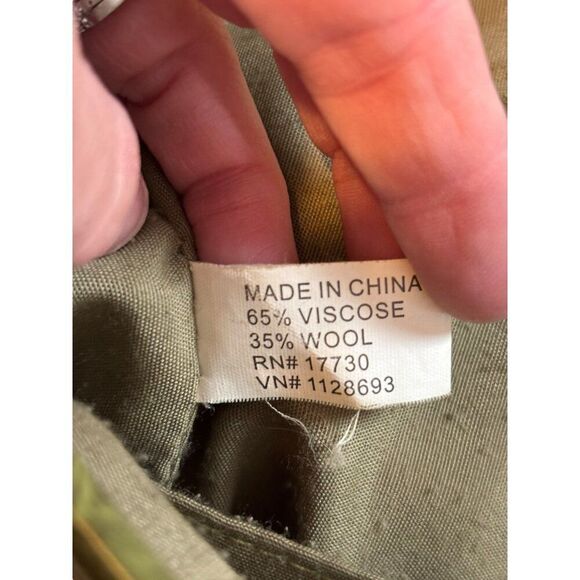 MADE IN CHINA
65% VISCOSE
35% WOOL
RN# 17730
VN# 1128693